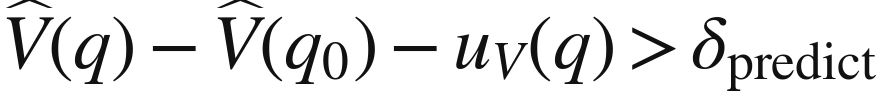 V̂(q) − V̂(q₀) − u_V(q) > δ_predict